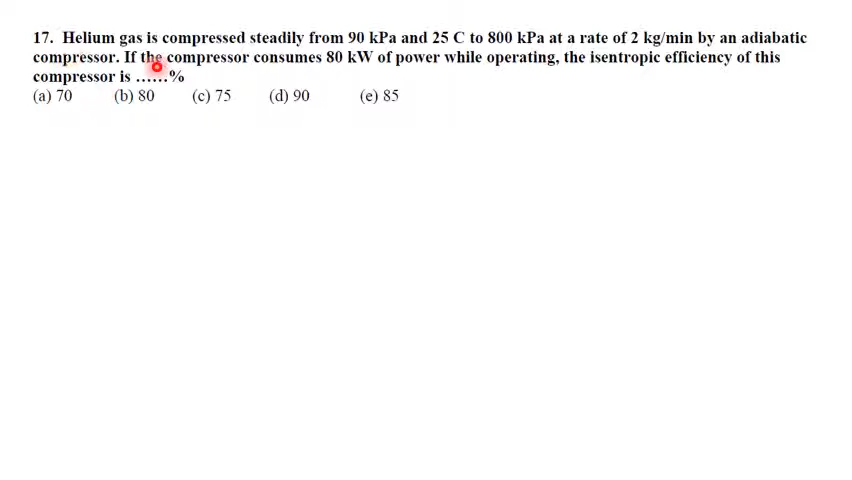 17. Helium gas is compressed steadily from 90 kPa and 25 C to 800 kPa at a rate of 2 kg/min by an adiabatic
compressor. If the compressor consumes 80 kW of power while operating, the isentropic efficiency of this
compressor is ……%
(a) 70 (b) 80 (c) 75 (d) 90 (e) 85